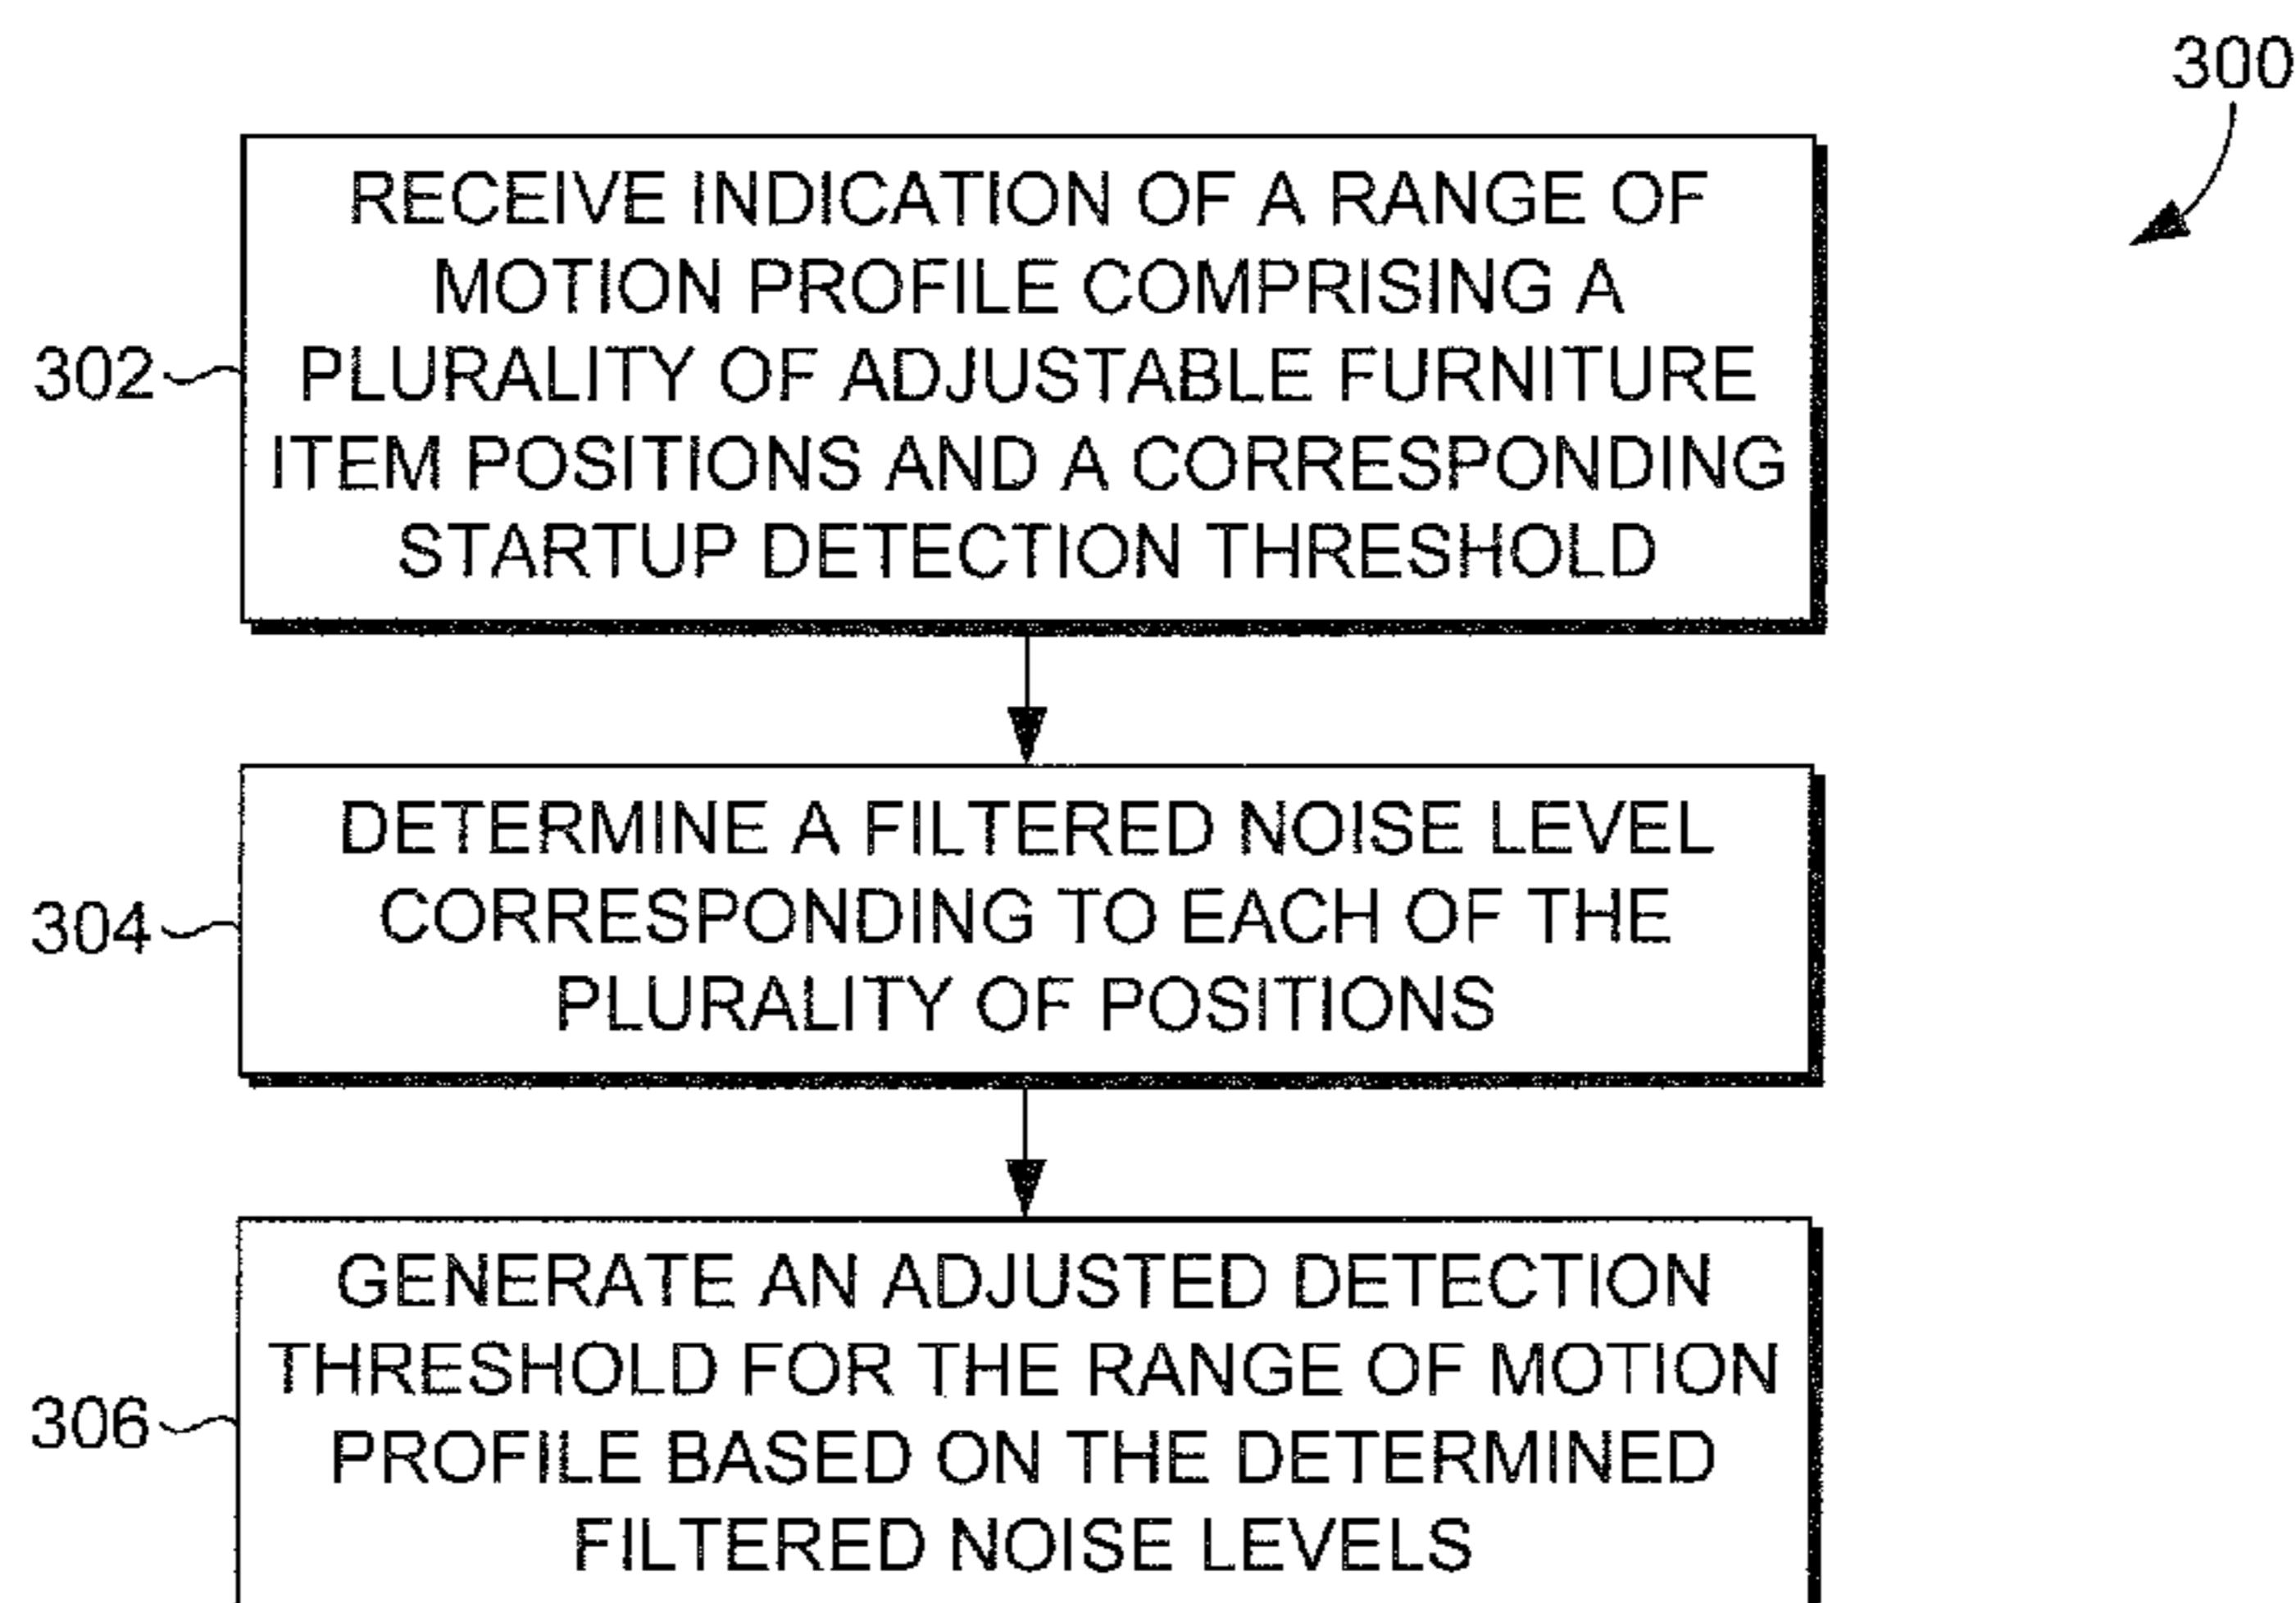 300
RECEIVE INDICATION OF A RANGE OF
MOTION PROFILE COMPRISING A
PLURALITY OF ADJUSTABLE FURNITURE
ITEM POSITIONS AND A CORRESPONDING
STARTUP DETECTION THRESHOLD
302
DETERMINE A FILTERED NOISE LEVEL
CORRESPONDING TO EACH OF THE
PLURALITY OF POSITIONS
304
GENERATE AN ADJUSTED DETECTION
THRESHOLD FOR THE RANGE OF MOTION
PROFILE BASED ON THE DETERMINED
FILTERED NOISE LEVELS
306